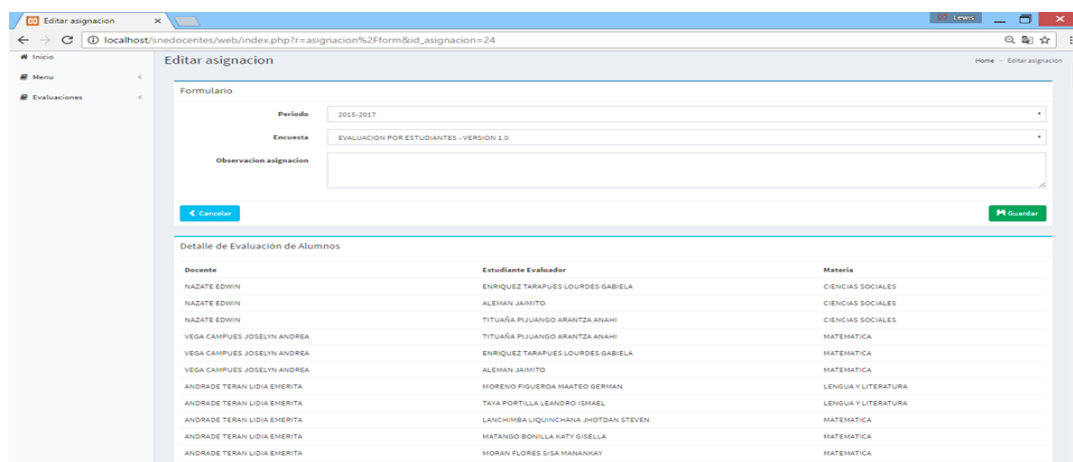 Editar asignacion
Lewis
localhost/snedocentes/web/index.php?r=asignacion%2Fform&id_asignacion=24
Inicio
Menu
Evaluaciones
Editar asignacion
Home - Editar asignacion
Formulario
Periodo 2015-2017
Encuesta EVALUACION POR ESTUDIANTES - VERSION 1.0
Observacion asignacion
Cancelar Guardar
Detalle de Evaluación de Alumnos
Docente Estudiante Evaluador Materia
NAZATE EDWIN ENRIQUEZ TARAPUES LOURDES GABIELA CIENCIAS SOCIALES
NAZATE EDWIN ALEMAN JAIMITO CIENCIAS SOCIALES
NAZATE EDWIN TITUAÑA PIJUANGO ARANTZA ANAHI CIENCIAS SOCIALES
VEGA CAMPUES JOSELYN ANDREA TITUAÑA PIJUANGO ARANTZA ANAHI MATEMATICA
VEGA CAMPUES JOSELYN ANDREA ENRIQUEZ TARAPUES LOURDES GABIELA MATEMATICA
VEGA CAMPUES JOSELYN ANDREA ALEMAN JAIMITO MATEMATICA
ANDRADE TERAN LIDIA EMERITA MORENO FIGUEROA MAATEO GERMAN LENGUA Y LITERATURA
ANDRADE TERAN LIDIA EMERITA TAYA PORTILLA LEANDRO ISMAEL LENGUA Y LITERATURA
ANDRADE TERAN LIDIA EMERITA LANCHIMBA LIQUINCHANA JHOTDAN STEVEN MATEMATICA
ANDRADE TERAN LIDIA EMERITA MATANGO BONILLA KATY GISELLA MATEMATICA
ANDRADE TERAN LIDIA EMERITA MORAN FLORES SISA MANANKAY MATEMATICA